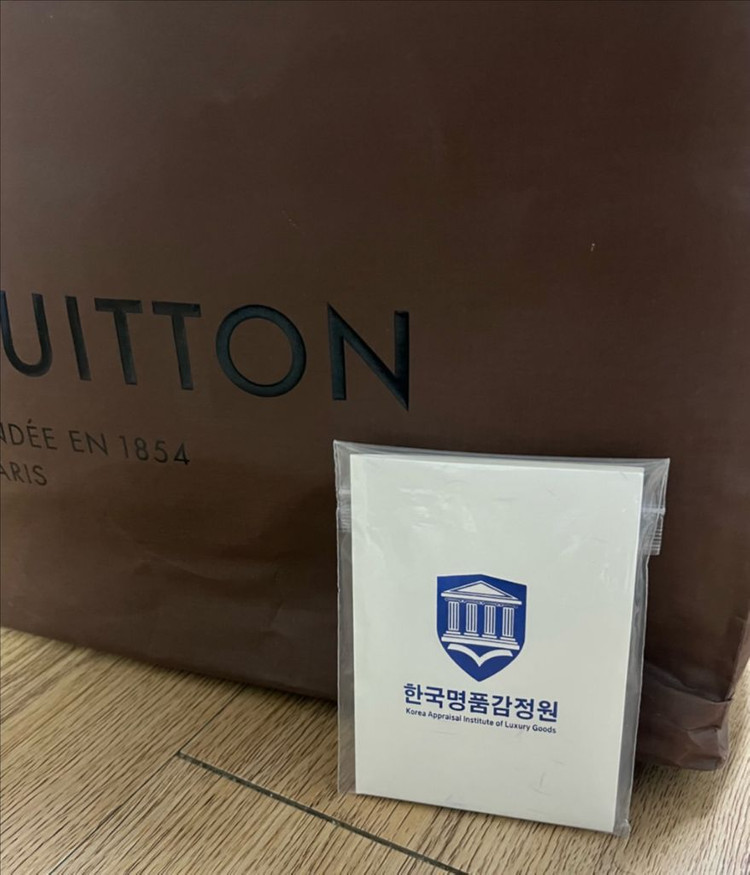 UITTON
NDÉE EN 1854
ARIS
한국명품감정원
Korea Appraisal Institute of Luxury Goods